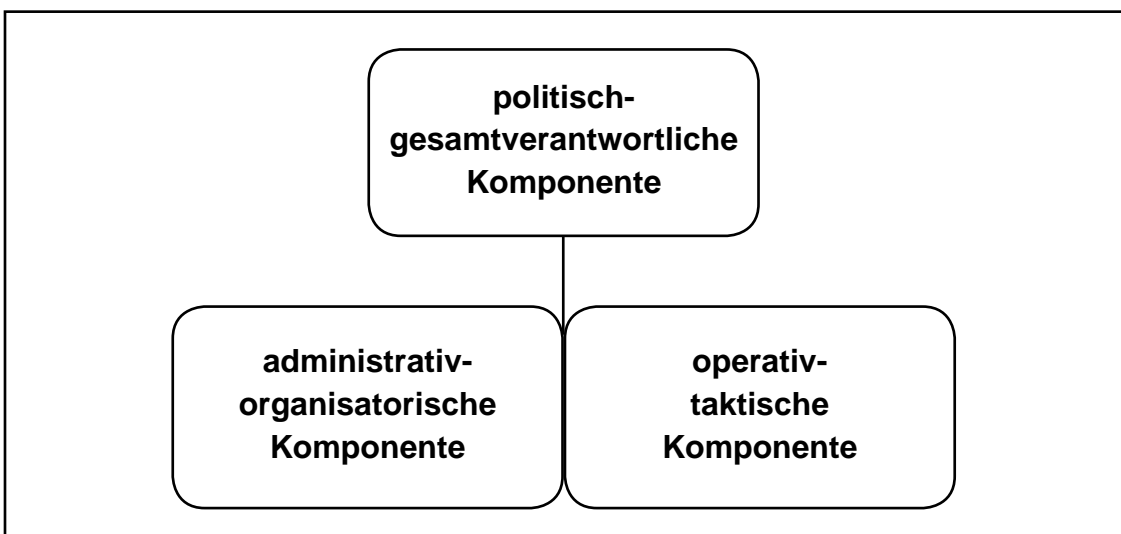 politisch-
gesamtverantwortliche
Komponente
administrativ-
organisatorische
Komponente
operativ-
taktische
Komponente